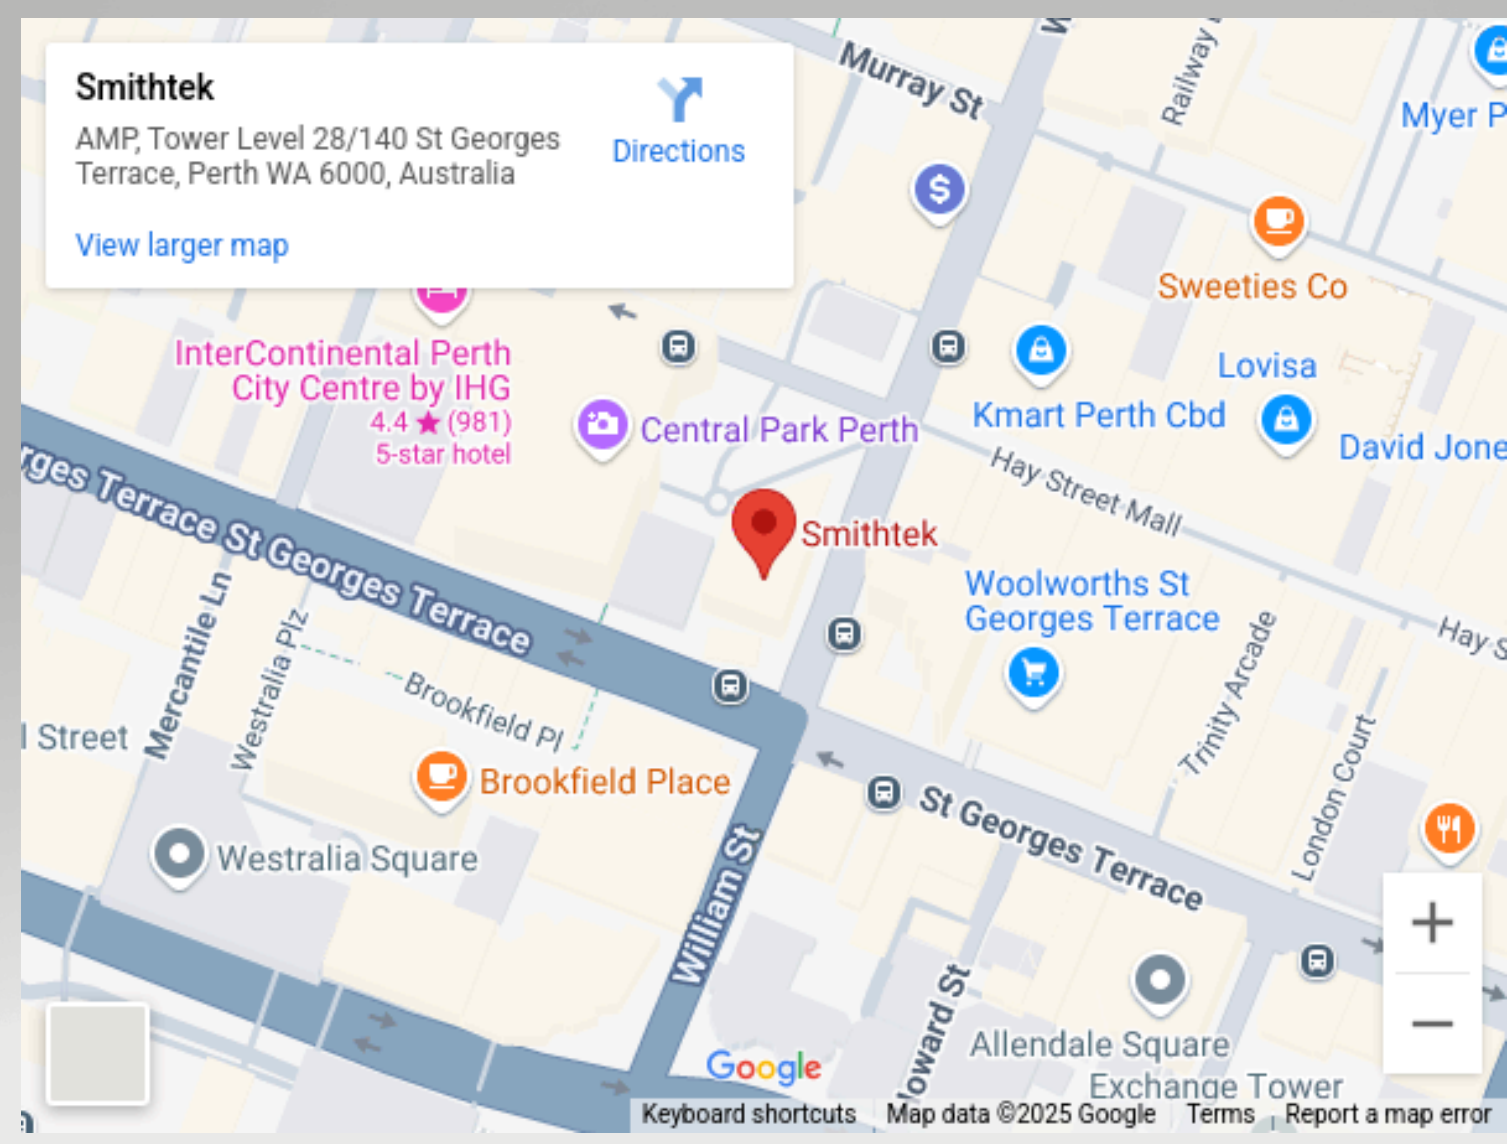 Smithtek
AMP, Tower Level 28/140 St Georges
Terrace, Perth WA 6000, Australia
Directions
View larger map
Murray St
W
Railway
Myer P
$
Sweeties Co
InterContinental Perth
City Centre by IHG
4.4 ★ (981)
5-star hotel
Central Park Perth
Kmart Perth Cbd
Lovisa
David Jone
Hay Street Mall
rges Terrace
St Georges Terrace
Smithtek
Woolworths St
Georges Terrace
Hay S
Mercantile Ln
Westralia Plz
Brookfield Pl
Trinity Arcade
l Street
Brookfield Place
London Court
St Georges Terrace
Westralia Square
William St
Howard St
Allendale Square
Exchange Tower
+
−
Google
Keyboard shortcuts
Map data ©2025 Google
Terms
Report a map error